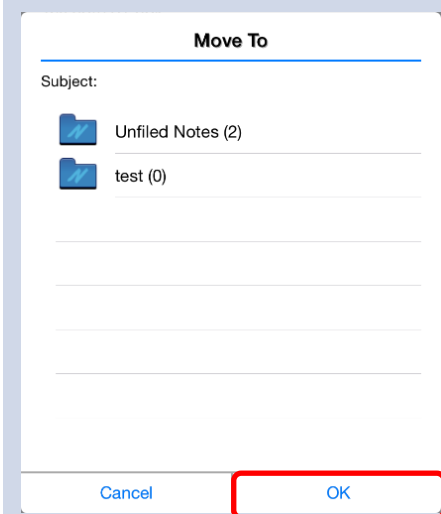 Move To
Subject:
Unfiled Notes (2)
test (0)
Cancel OK